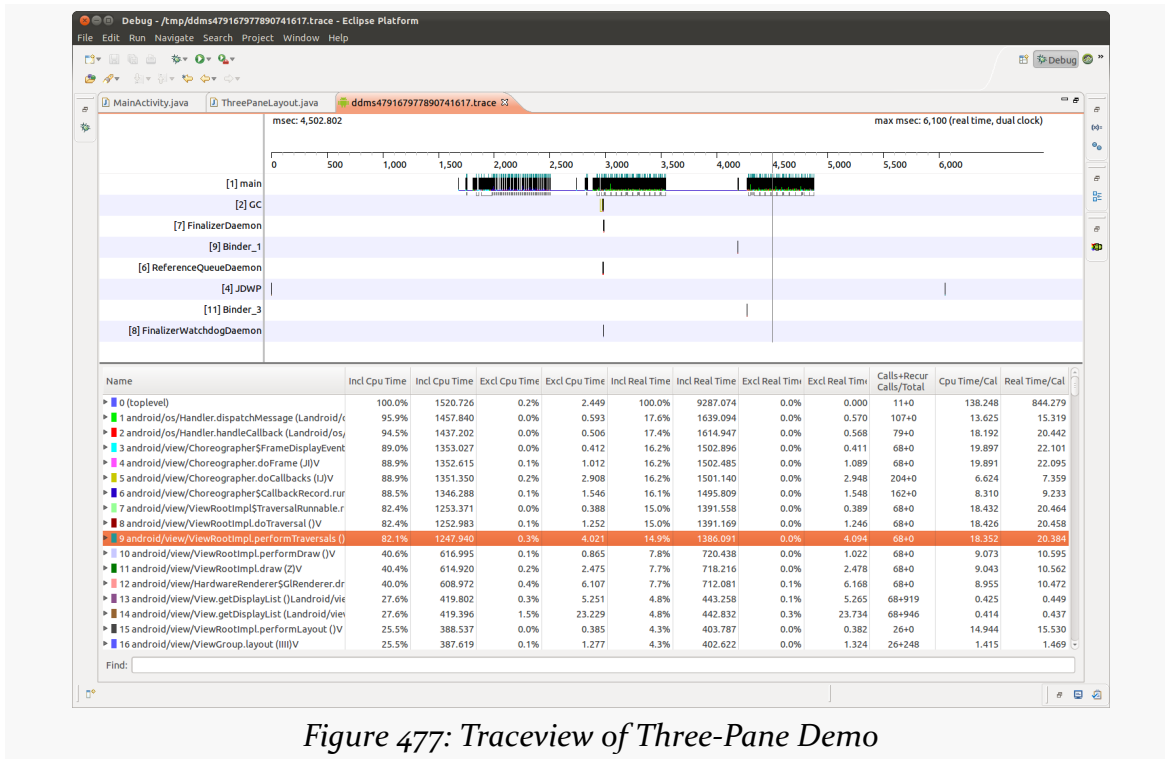 Debug - /tmp/ddms479167977890741617.trace - Eclipse Platform
File Edit Run Navigate Search Project Window Help
Debug
MainActivity.java ThreePaneLayout.java ddms479167977890741617.trace
msec: 4,502.802 max msec: 6,100 (real time, dual clock)
0 500 1,000 1,500 2,000 2,500 3,000 3,500 4,000 4,500 5,000 5,500 6,000
[1] main
[2] GC
[7] FinalizerDaemon
[9] Binder_1
[6] ReferenceQueueDaemon
[4] JDWP
[11] Binder_3
[8] FinalizerWatchdogDaemon
Name Incl Cpu Time Incl Cpu Time Excl Cpu Time Excl Cpu Time Incl Real Time Incl Real Time Excl Real Time Excl Real Time Calls+Recur Calls/Total Cpu Time/Cal Real Time/Cal
0 (toplevel) 100.0% 1520.726 0.2% 2.449 100.0% 9287.074 0.0% 0.000 11+0 138.248 844.279
1 android/os/Handler.dispatchMessage (Landroid/o 95.9% 1457.840 0.0% 0.593 17.6% 1639.094 0.0% 0.570 107+0 13.625 15.319
2 android/os/Handler.handleCallback (Landroid/os/ 94.5% 1437.202 0.0% 0.506 17.4% 1614.947 0.0% 0.568 79+0 18.192 20.442
3 android/view/Choreographer$FrameDisplayEvent 89.0% 1353.027 0.0% 0.412 16.2% 1502.896 0.0% 0.411 68+0 19.897 22.101
4 android/view/Choreographer.doFrame (JI)V 88.9% 1352.615 0.1% 1.012 16.2% 1502.485 0.0% 1.089 68+0 19.891 22.095
5 android/view/Choreographer.doCallbacks (IJ)V 88.9% 1351.350 0.2% 2.908 16.2% 1501.140 0.0% 2.948 204+0 6.624 7.359
6 android/view/Choreographer$CallbackRecord.rur 88.5% 1346.288 0.1% 1.546 16.1% 1495.809 0.0% 1.548 162+0 8.310 9.233
7 android/view/ViewRootImpl$TraversalRunnable.r 82.4% 1253.371 0.0% 0.388 15.0% 1391.558 0.0% 0.389 68+0 18.432 20.464
8 android/view/ViewRootImpl.doTraversal ()V 82.4% 1252.983 0.1% 1.252 15.0% 1391.169 0.0% 1.246 68+0 18.426 20.458
9 android/view/ViewRootImpl.performTraversals () 82.1% 1247.940 0.3% 4.021 14.9% 1386.091 0.0% 4.094 68+0 18.352 20.384
10 android/view/ViewRootImpl.performDraw ()V 40.6% 616.995 0.1% 0.865 7.8% 720.438 0.0% 1.022 68+0 9.073 10.595
11 android/view/ViewRootImpl.draw (Z)V 40.4% 614.920 0.2% 2.475 7.7% 718.216 0.0% 2.478 68+0 9.043 10.562
12 android/view/HardwareRenderer$GlRenderer.dr 40.0% 608.972 0.4% 6.107 7.7% 712.081 0.1% 6.168 68+0 8.955 10.472
13 android/view/View.getDisplayList ()Landroid/vie 27.6% 419.802 0.3% 5.251 4.8% 443.258 0.1% 5.265 68+919 0.425 0.449
14 android/view/View.getDisplayList (Landroid/viev 27.6% 419.396 1.5% 23.229 4.8% 442.832 0.3% 23.734 68+946 0.414 0.437
15 android/view/ViewRootImpl.performLayout ()V 25.5% 388.537 0.0% 0.385 4.3% 403.787 0.0% 0.382 26+0 14.944 15.530
16 android/view/ViewGroup.layout (IIII)V 25.5% 387.619 0.1% 1.277 4.3% 402.622 0.0% 1.324 26+248 1.415 1.469
Find:
Figure 477: Traceview of Three-Pane Demo